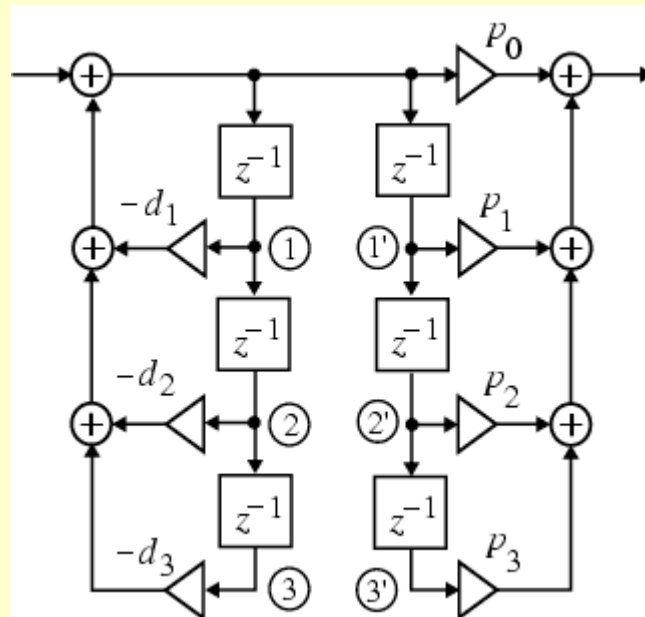 p₀
z⁻¹ z⁻¹
−d₁ p₁
1 1'
z⁻¹ z⁻¹
−d₂ p₂
2 2'
z⁻¹ z⁻¹
−d₃ p₃
3 3'